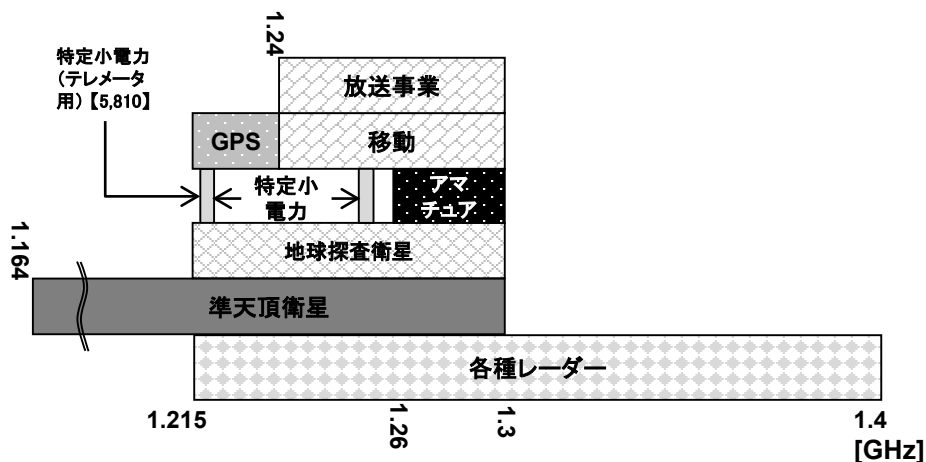 1.24
特定小電力
(テレメータ
用)【5,810】
放送事業
GPS
移動
特定小
電力
アマ
チュア
1.164
地球探査衛星
準天頂衛星
各種レーダー
1.215
1.26
1.3
1.4
[GHz]